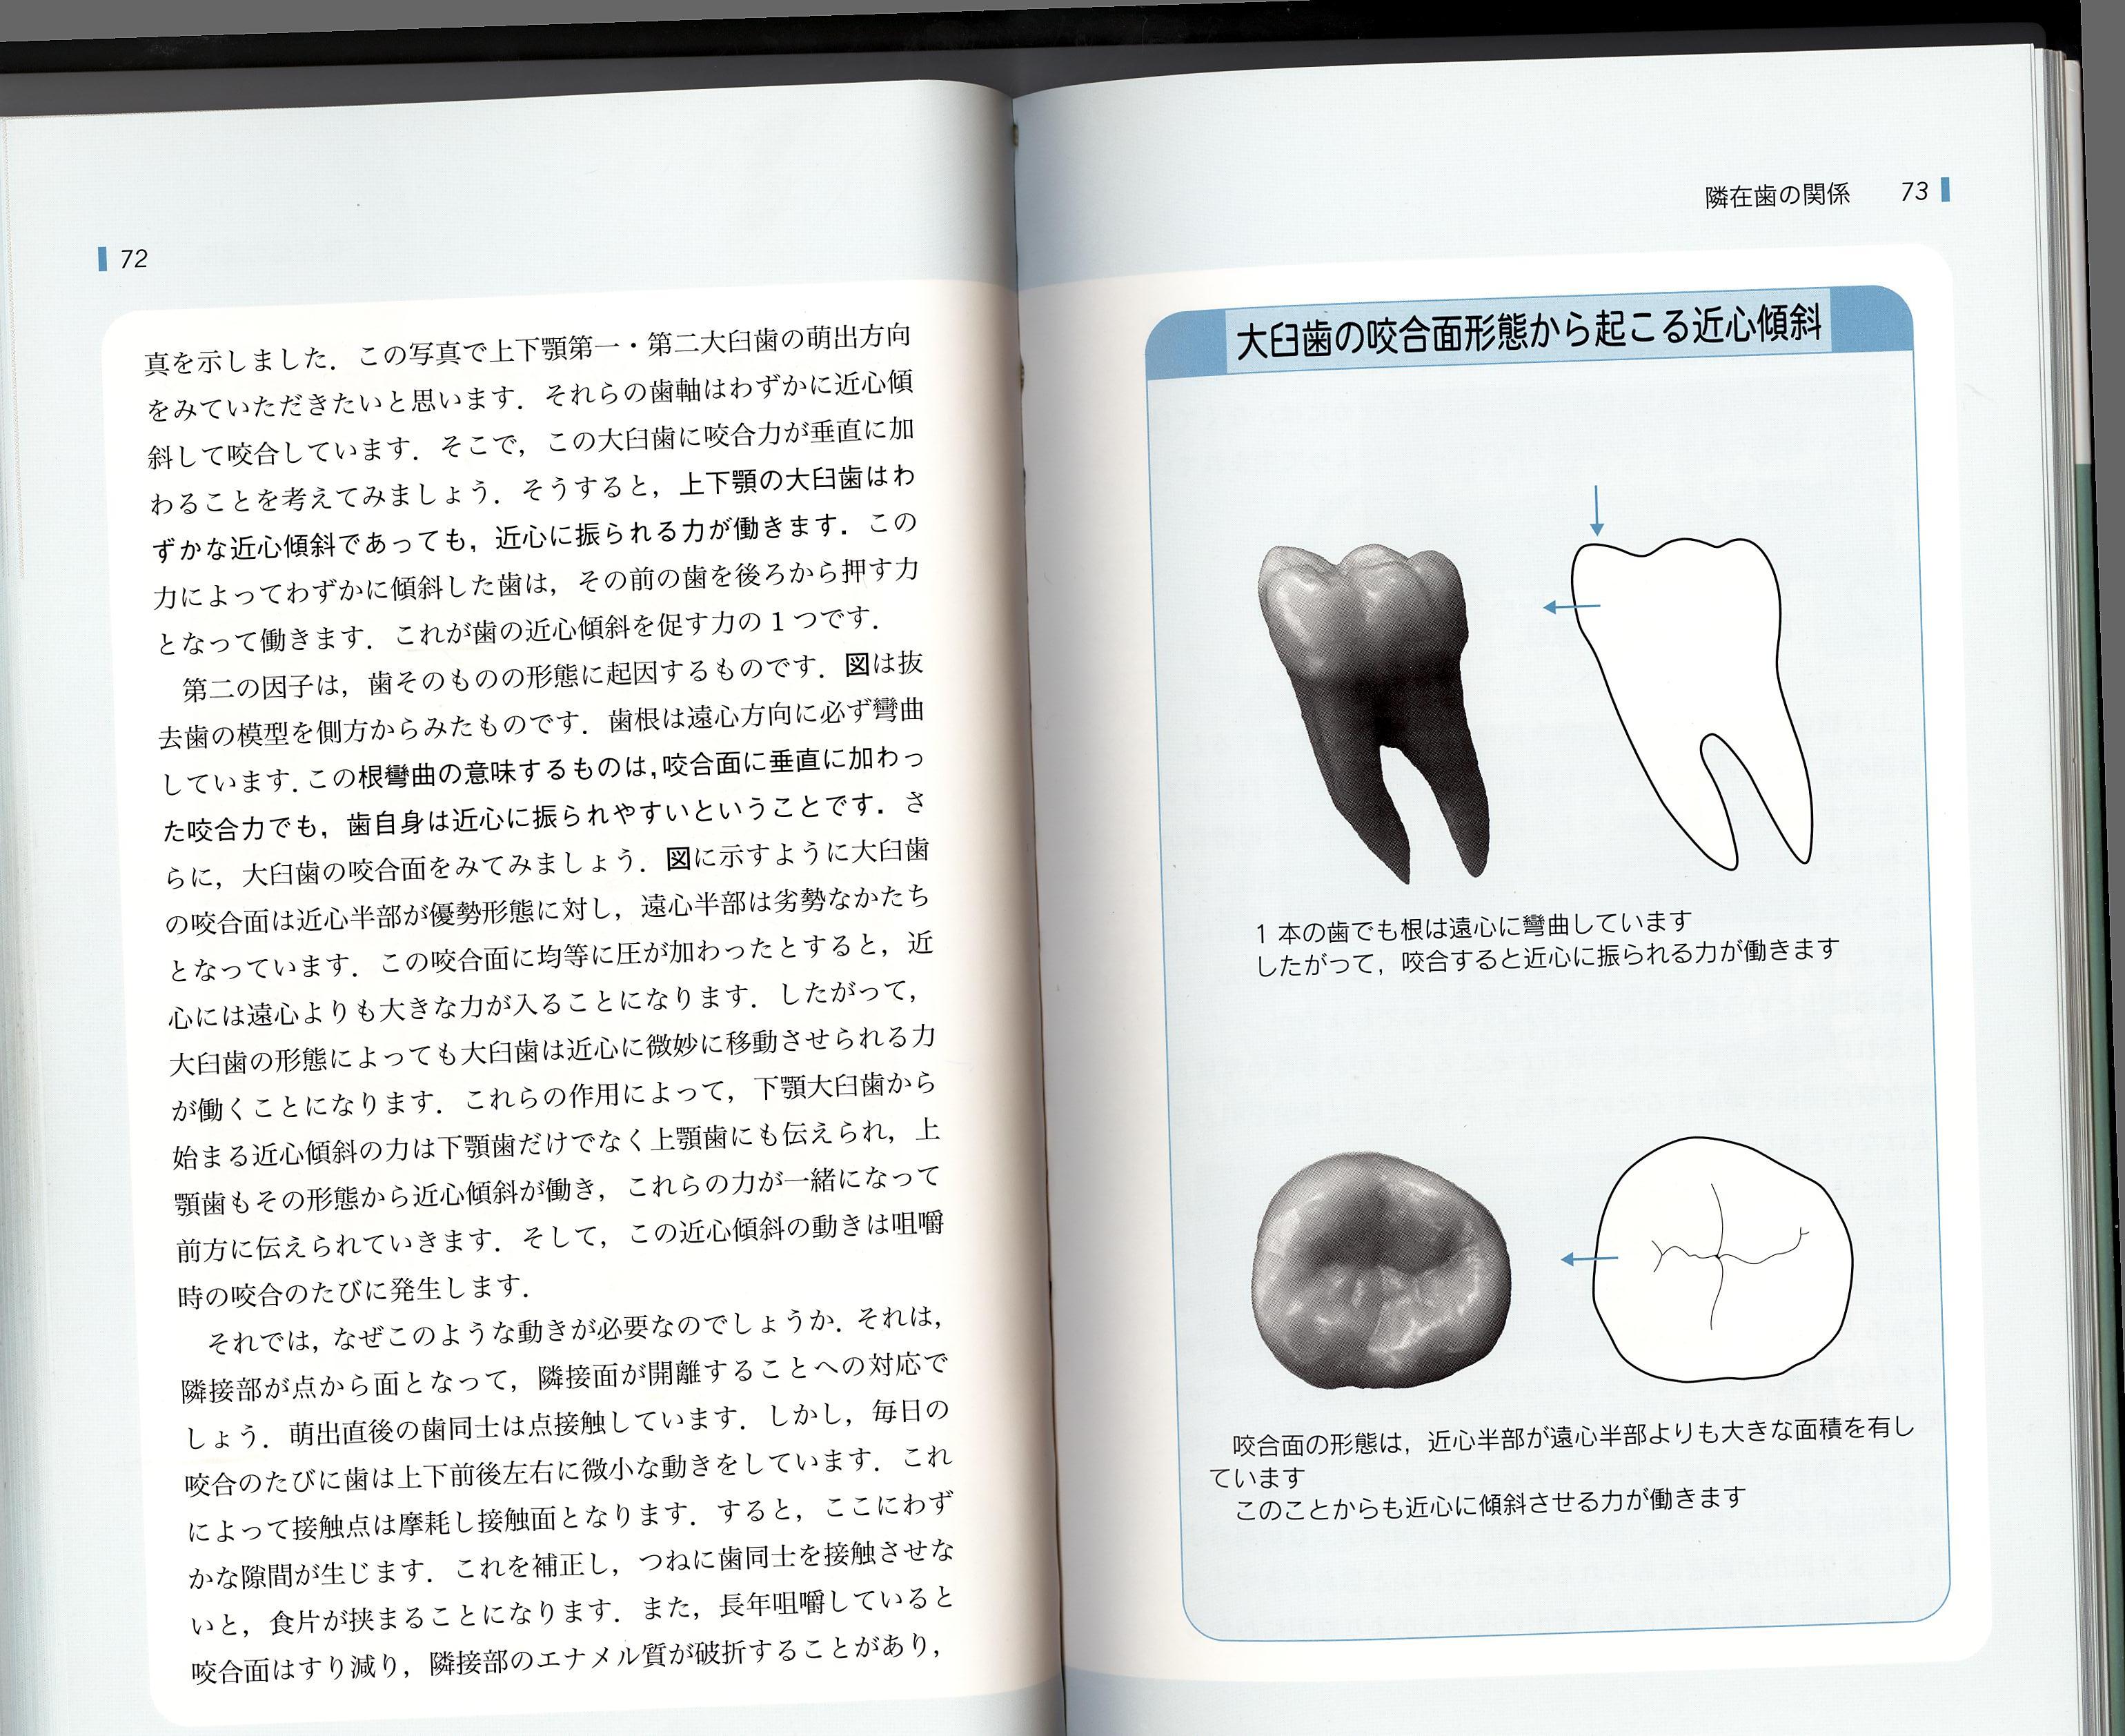 72
真を示しました．この写真で上下顎第一・第二大臼歯の萌出方向
をみていただきたいと思います．それらの歯軸はわずかに近心傾
斜して咬合しています．そこで，この大臼歯に咬合力が垂直に加
わることを考えてみましょう．そうすると，上下顎の大臼歯はわ
ずかな近心傾斜であっても，近心に振られる力が働きます．この
力によってわずかに傾斜した歯は，その前の歯を後ろから押す力
となって働きます．これが歯の近心傾斜を促す力の 1 つです．
第二の因子は，歯そのものの形態に起因するものです．図は抜
去歯の模型を側方からみたものです．歯根は遠心方向に必ず彎曲
しています．この根彎曲の意味するものは，咬合面に垂直に加わっ
た咬合力でも，歯自身は近心に振られやすいということです．さ
らに，大臼歯の咬合面をみてみましょう．図に示すように大臼歯
の咬合面は近心半部が優勢形態に対し，遠心半部は劣勢なかたち
となっています．この咬合面に均等に圧が加わったとすると，近
心には遠心よりも大きな力が入ることになります．したがって，
大臼歯の形態によっても大臼歯は近心に微妙に移動させられる力
が働くことになります．これらの作用によって，下顎大臼歯から
始まる近心傾斜の力は下顎歯だけでなく上顎歯にも伝えられ，上
顎歯もその形態から近心傾斜が働き，これらの力が一緒になって
前方に伝えられていきます．そして，この近心傾斜の動きは咀嚼
時の咬合のたびに発生します．
それでは，なぜこのような動きが必要なのでしょうか．それは，
隣接部が点から面となって，隣接面が開離することへの対応で
しょう．萌出直後の歯同士は点接触しています．しかし，毎日の
咬合のたびに歯は上下前後左右に微小な動きをしています．これ
によって接触点は摩耗し接触面となります．すると，ここにわず
かな隙間が生じます．これを補正し，つねに歯同士を接触させな
いと，食片が挟まることになります．また，長年咀嚼していると
咬合面はすり減り，隣接部のエナメル質が破折することがあり，
隣在歯の関係 73
大臼歯の咬合面形態から起こる近心傾斜
1 本の歯でも根は遠心に彎曲しています
したがって，咬合すると近心に振られる力が働きます
咬合面の形態は，近心半部が遠心半部よりも大きな面積を有し
ています
このことからも近心に傾斜させる力が働きます